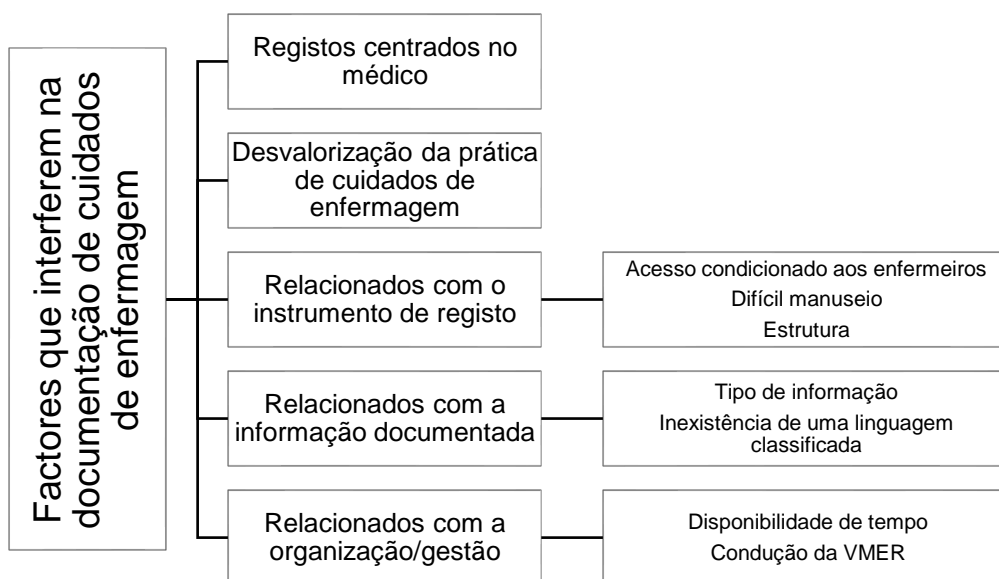 Factores que interferem na
documentação de cuidados
de enfermagem
Registos centrados no
médico
Desvalorização da prática
de cuidados de
enfermagem
Relacionados com o
instrumento de registo
Acesso condicionado aos enfermeiros
Difícil manuseio
Estrutura
Relacionados com a
informação documentada
Tipo de informação
Inexistência de uma linguagem
classificada
Relacionados com a
organização/gestão
Disponibilidade de tempo
Condução da VMER